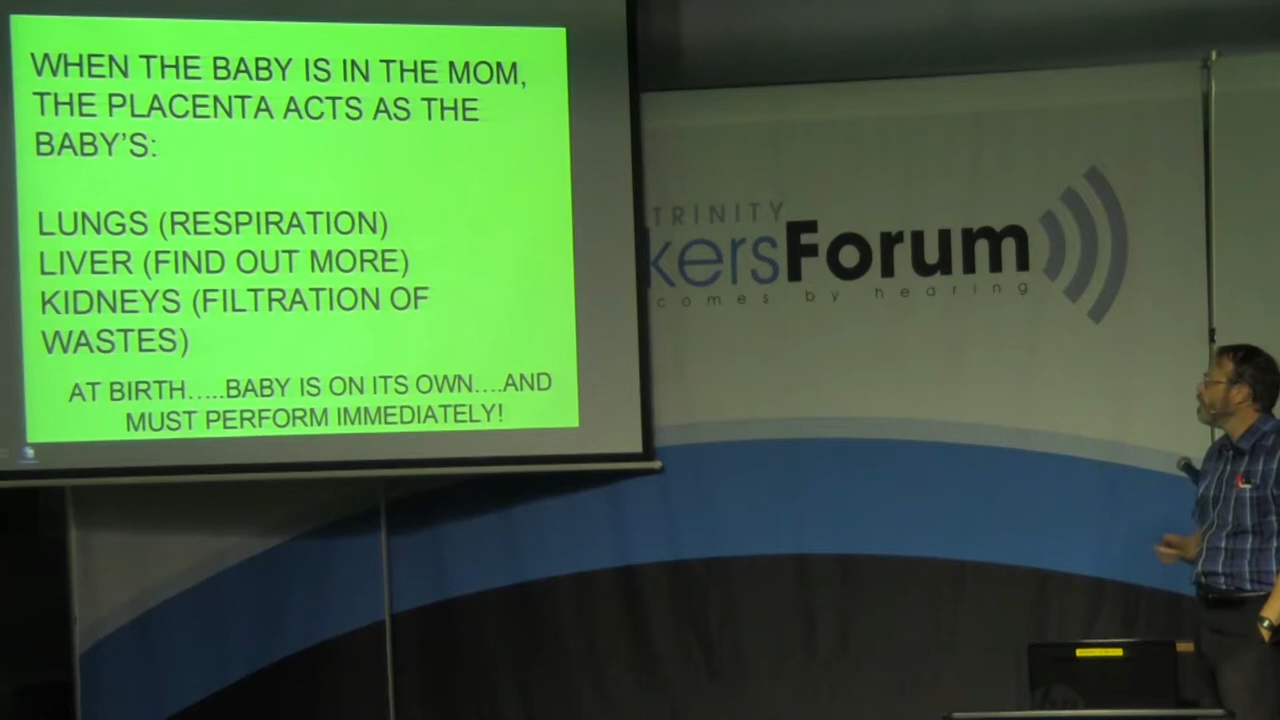 WHEN THE BABY IS IN THE MOM,
THE PLACENTA ACTS AS THE
BABY'S:
LUNGS (RESPIRATION)
LIVER (FIND OUT MORE)
KIDNEYS (FILTRATION OF
WASTES)
AT BIRTH.....BABY IS ON ITS OWN....AND
MUST PERFORM IMMEDIATELY!
TRINITY
kersForum
comes by hearing